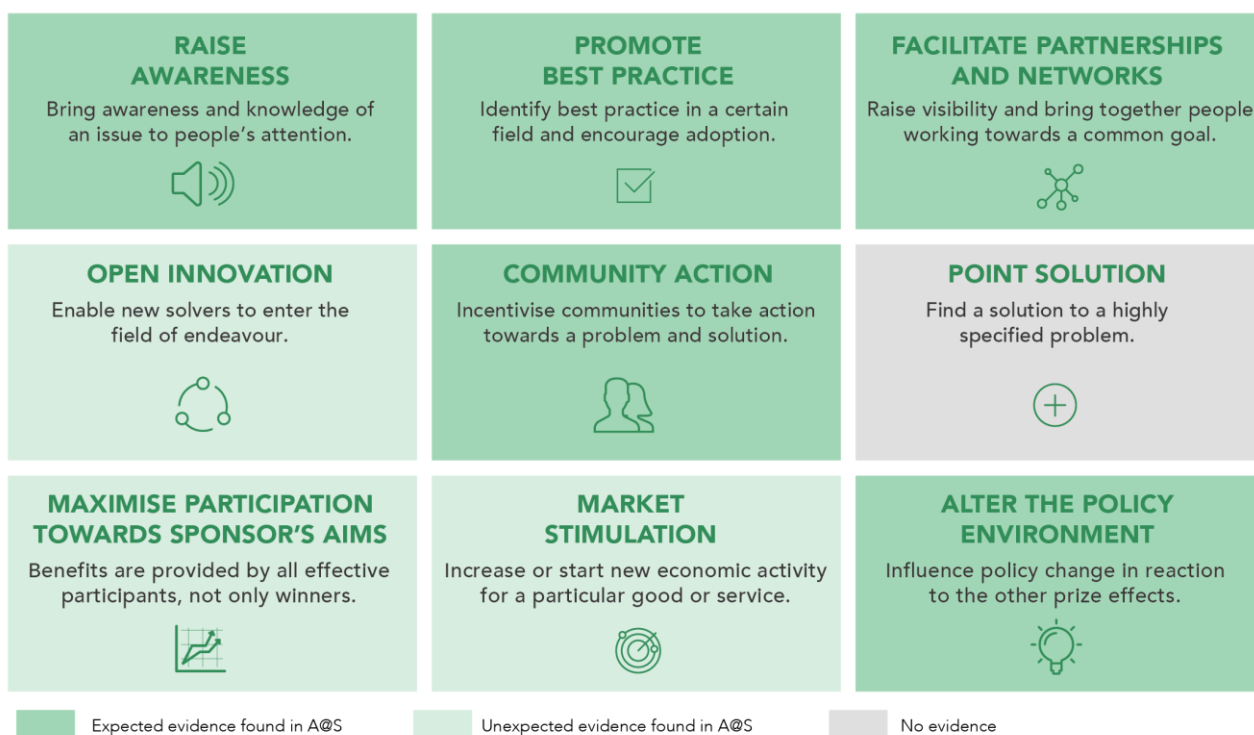 RAISE
AWARENESS
Bring awareness and knowledge of
an issue to people's attention.
PROMOTE
BEST PRACTICE
Identify best practice in a certain
field and encourage adoption.
FACILITATE PARTNERSHIPS
AND NETWORKS
Raise visibility and bring together people
working towards a common goal.
OPEN INNOVATION
Enable new solvers to enter the
field of endeavour.
COMMUNITY ACTION
Incentivise communities to take action
towards a problem and solution.
POINT SOLUTION
Find a solution to a highly
specified problem.
MAXIMISE PARTICIPATION
TOWARDS SPONSOR'S AIMS
Benefits are provided by all effective
participants, not only winners.
MARKET
STIMULATION
Increase or start new economic activity
for a particular good or service.
ALTER THE POLICY
ENVIRONMENT
Influence policy change in reaction
to the other prize effects.
Expected evidence found in A@S
Unexpected evidence found in A@S
No evidence